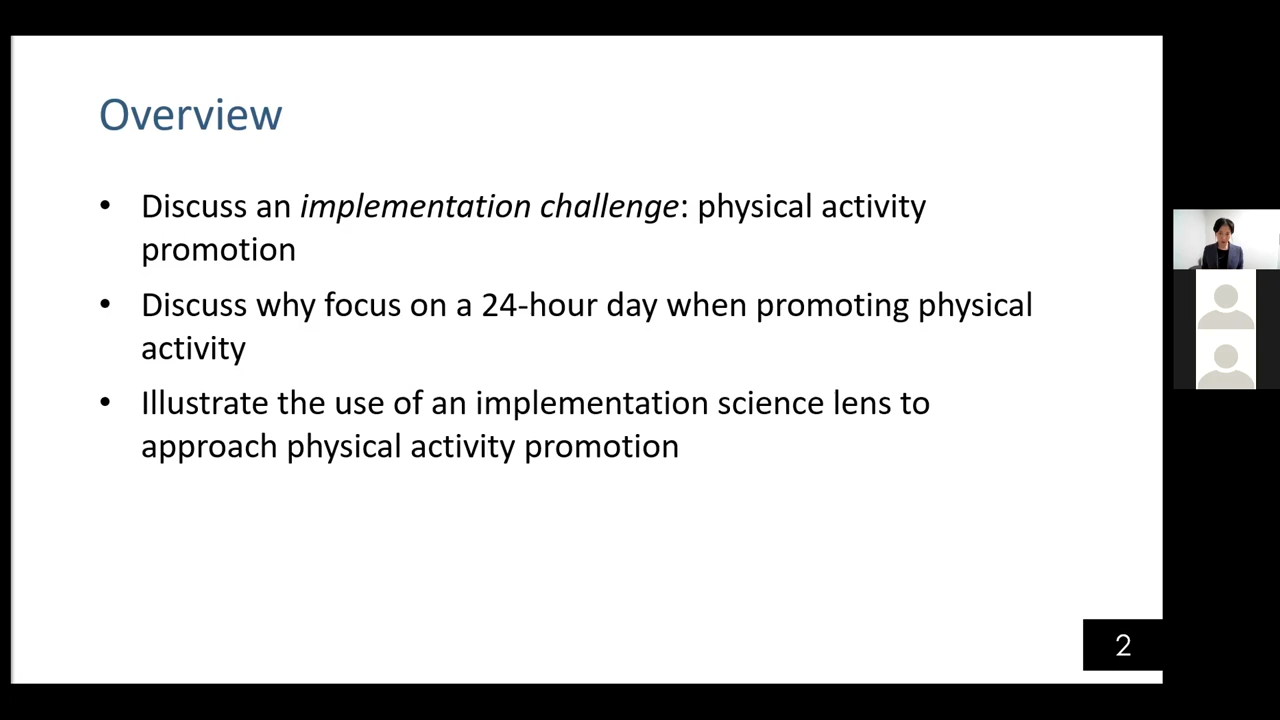 Overview
• Discuss an implementation challenge: physical activity
promotion
• Discuss why focus on a 24-hour day when promoting physical
activity
• Illustrate the use of an implementation science lens to
approach physical activity promotion
2